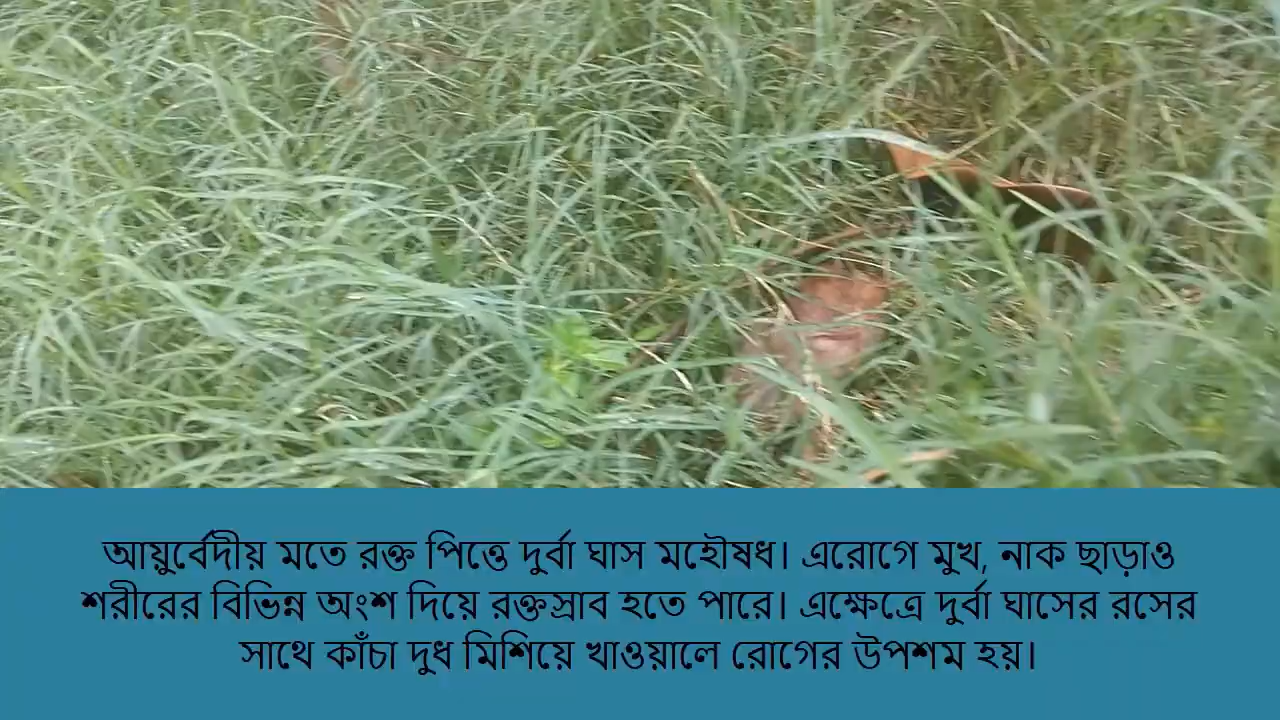 আয়ুর্বেদীয় মতে রক্ত পিত্তে দুর্বা ঘাস মহৌষধ। এরোগে মুখ, নাক ছাড়াও
শরীরের বিভিন্ন অংশ দিয়ে রক্তস্রাব হতে পারে। এক্ষেত্রে দুর্বা ঘাসের রসের
সাথে কাঁচা দুধ মিশিয়ে খাওয়ালে রোগের উপশম হয়।